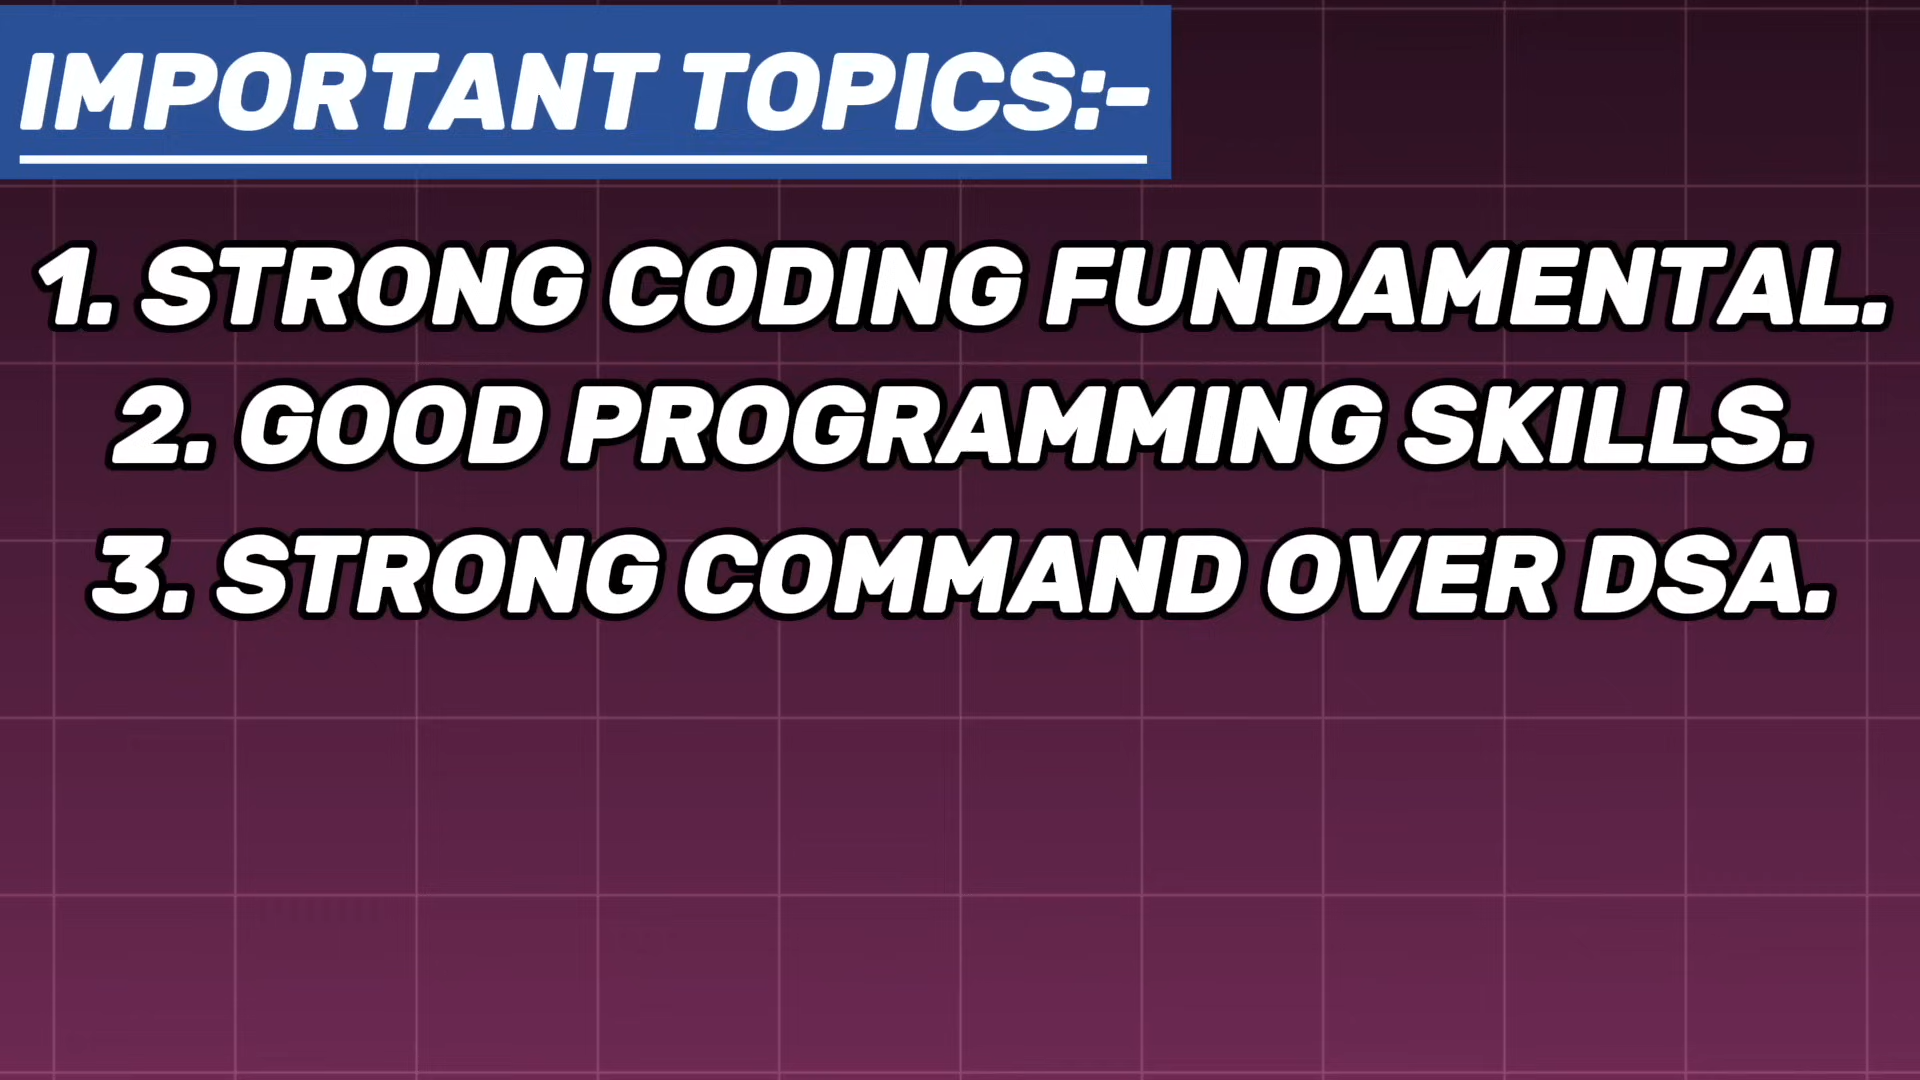 IMPORTANT TOPICS:-
1. STRONG CODING FUNDAMENTAL.
2. GOOD PROGRAMMING SKILLS.
3. STRONG COMMAND OVER DSA.